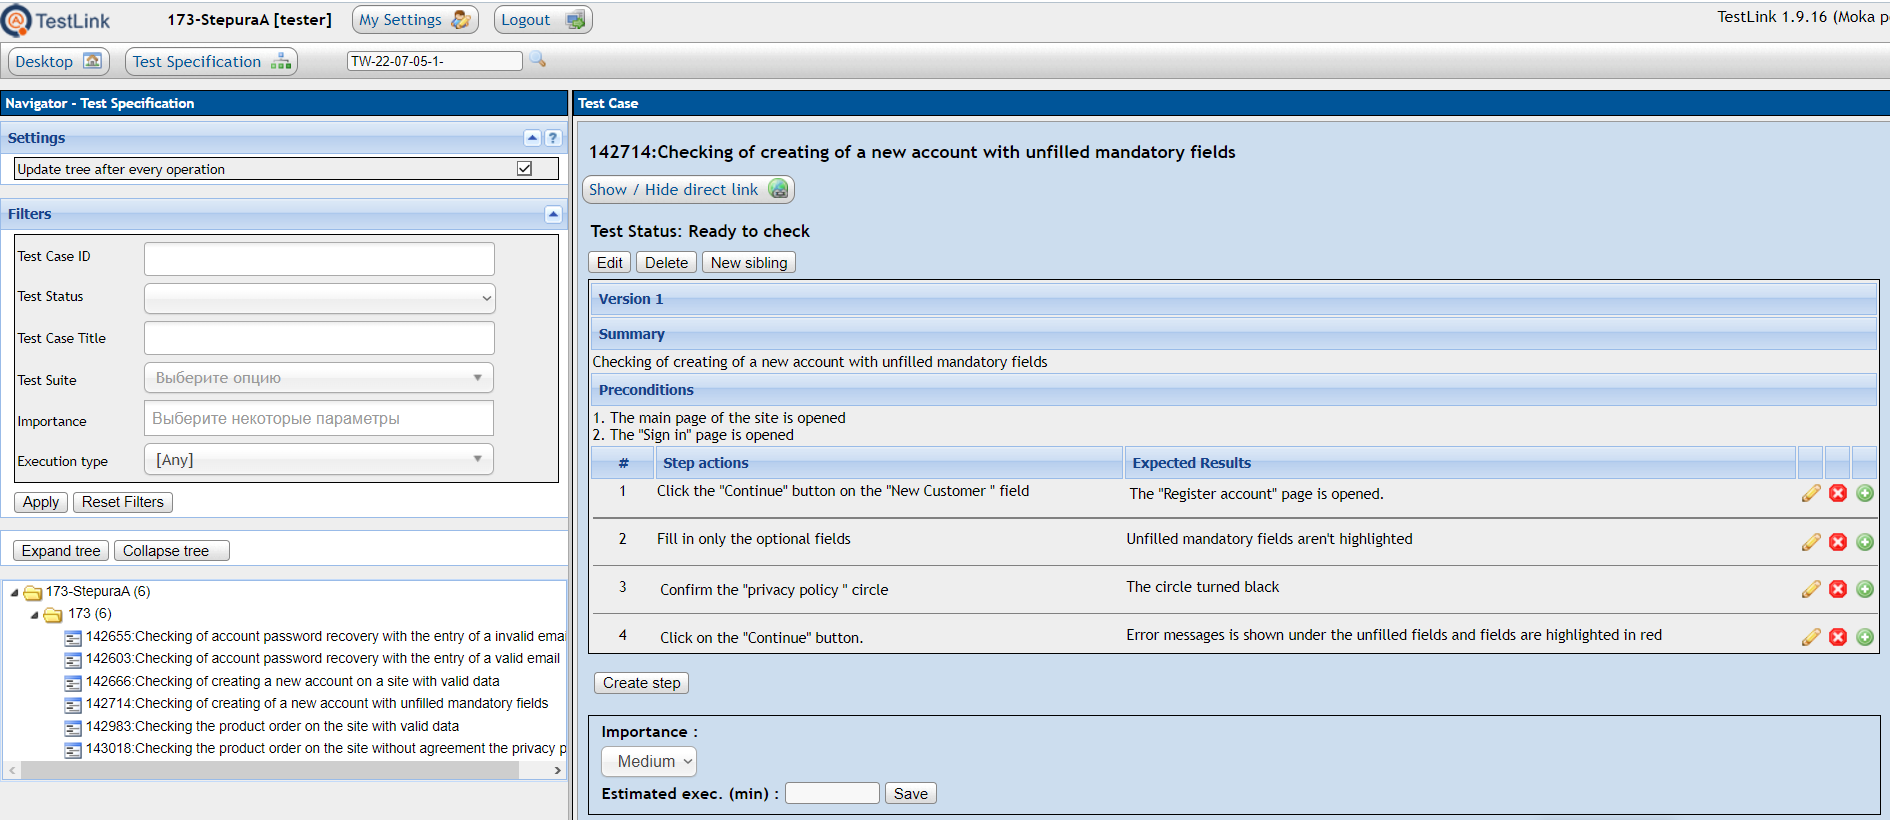 TestLink
173-StepuraA [tester]
My Settings
Logout
TestLink 1.9.16 (Moka p
Desktop
Test Specification
TW-22-07-05-1-
Navigator - Test Specification
Settings
?
Update tree after every operation
Filters
Test Case ID
Test Status
Test Case Title
Test Suite
Выберите опцию
Importance
Выберите некоторые параметры
Execution type
[Any]
Apply
Reset Filters
Expand tree
Collapse tree
173-StepuraA (6)
173 (6)
142655:Checking of account password recovery with the entry of a invalid emai
142603:Checking of account password recovery with the entry of a valid email
142666:Checking of creating a new account on a site with valid data
142714:Checking of creating of a new account with unfilled mandatory fields
142983:Checking the product order on the site with valid data
143018:Checking the product order on the site without agreement the privacy p
Test Case
142714:Checking of creating of a new account with unfilled mandatory fields
Show / Hide direct link
Test Status: Ready to check
Edit
Delete
New sibling
Version 1
Summary
Checking of creating of a new account with unfilled mandatory fields
Preconditions
1. The main page of the site is opened
2. The "Sign in" page is opened
# Step actions Expected Results
1 Click the "Continue" button on the "New Customer " field The "Register account" page is opened.
2 Fill in only the optional fields Unfilled mandatory fields aren't highlighted
3 Confirm the "privacy policy " circle The circle turned black
4 Click on the "Continue" button. Error messages is shown under the unfilled fields and fields are highlighted in red
Create step
Importance :
Medium
Estimated exec. (min) :
Save